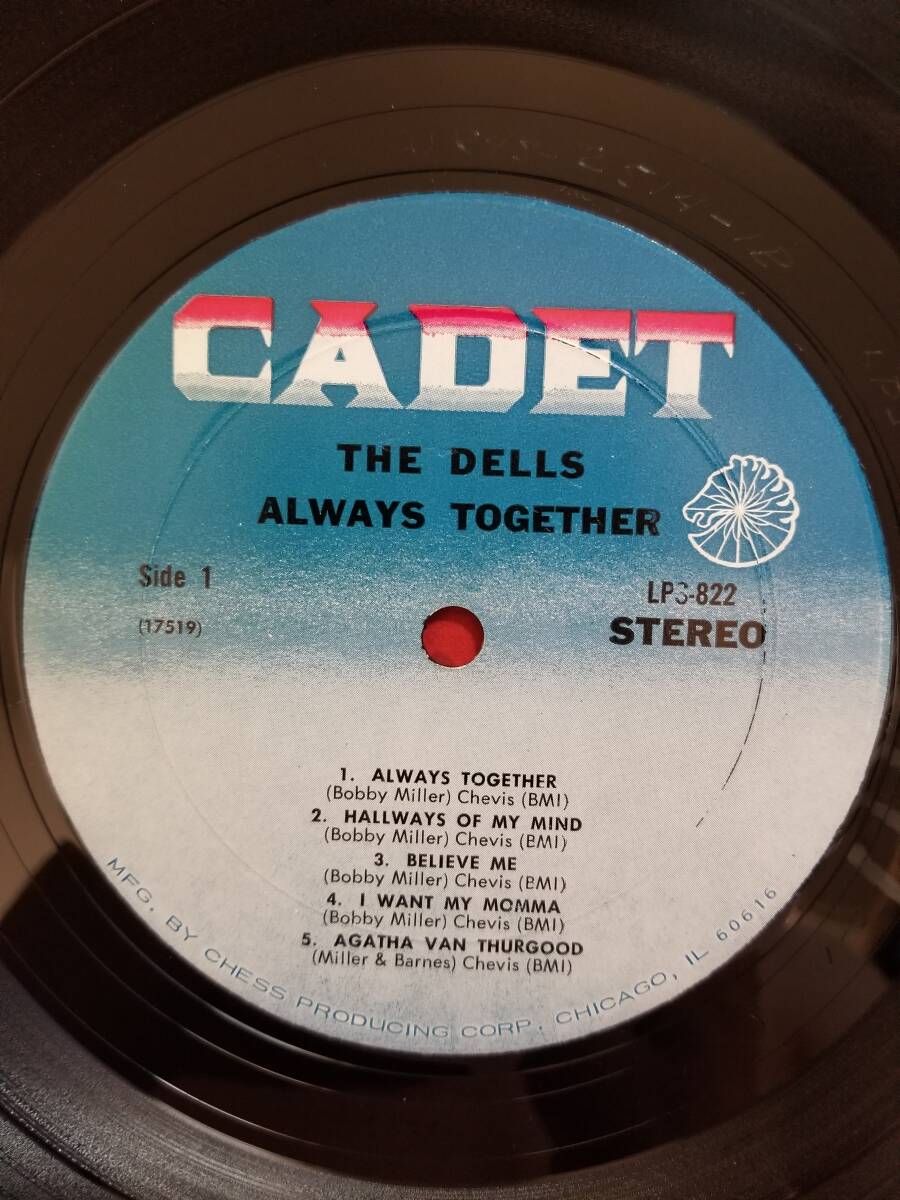 CADET
THE DELLS
ALWAYS TOGETHER
Side 1
(17519)
LPS-822
STEREO
1. ALWAYS TOGETHER
(Bobby Miller) Chevis (BMI)
2. HALLWAYS OF MY MIND
(Bobby Miller) Chevis (BMI)
3. BELIEVE ME
(Bobby Miller) Chevis (BMI)
4. I WANT MY MOMMA
(Bobby Miller) Chevis (BMI)
5. AGATHA VAN THURGOOD
(Miller & Barnes) Chevis (BMI)
MFG. BY CHESS PRODUCING CORP. CHICAGO, IL 60616